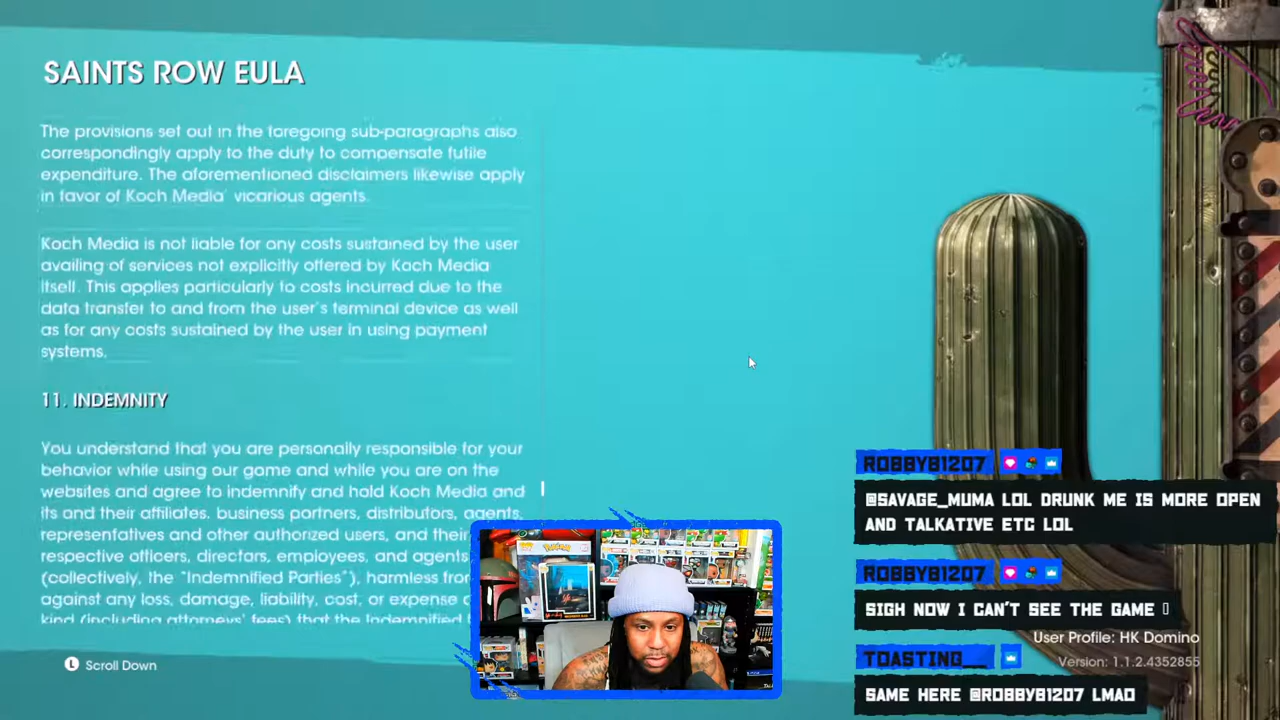 SAINTS ROW EULA
The provisions set out in the foregoing sub-paragraphs also
correspondingly apply to the duty to compensate futile
expenditure. The aforementioned disclaimers likewise apply
in favor of Koch Media' vicarious agents.
Koch Media is not liable for any costs sustained by the user
availing of services not explicitly offered by Koch Media
itself. This applies particularly to costs incurred due to the
data transfer to and from the user's terminal device as well
as for any costs sustained by the user in using payment
systems.
11. INDEMNITY
You understand that you are personally responsible for your
behavior while using our game and while you are on the
websites and agree to indemnify and hold Koch Media and
its and their affiliates, business partners, distributors, agents,
representatives and other authorized users, and their
respective officers, directors, employees, and agents
(collectively, the "Indemnified Parties"), harmless from
against any loss, damage, liability, cost, or expense
kind (including attorneys' fees) that the Indemnified
L Scroll Down
ROBBY81207
@SAVAGE_MUMA LOL DRUNK ME IS MORE OPEN
AND TALKATIVE ETC LOL
ROBBY81207
SIGH NOW I CAN'T SEE THE GAME
User Profile: HK Domino
TOASTING__
Version: 1.1.2.4352855
SAME HERE @ROBBY81207 LMAO